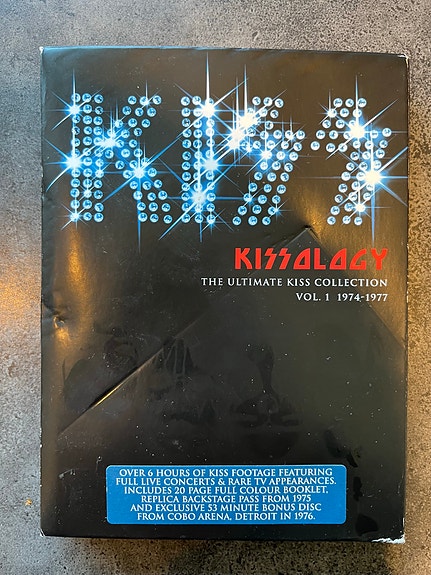 KISS
KISSOLOGY
THE ULTIMATE KISS COLLECTION
VOL. 1 1974-1977
OVER 6 HOURS OF KISS FOOTAGE FEATURING
FULL LIVE CONCERTS & RARE TV APPEARANCES.
INCLUDES 20 PAGE FULL COLOUR BOOKLET,
REPLICA BACKSTAGE PASS FROM 1975
AND EXCLUSIVE 53 MINUTE BONUS DISC
FROM COBO ARENA, DETROIT IN 1976.